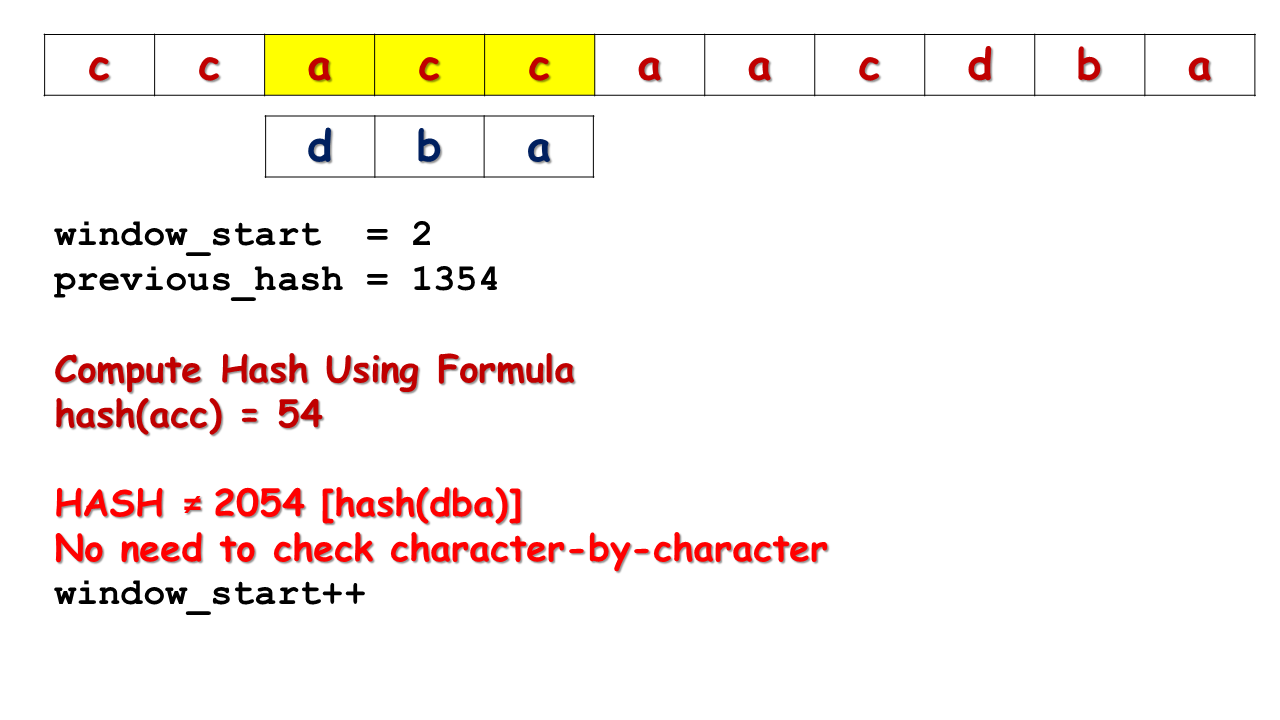 c c a c c a a c d b a
d b a
window_start = 2
previous_hash = 1354
Compute Hash Using Formula
hash(acc) = 54
HASH ≠ 2054 [hash(dba)]
No need to check character-by-character
window_start++